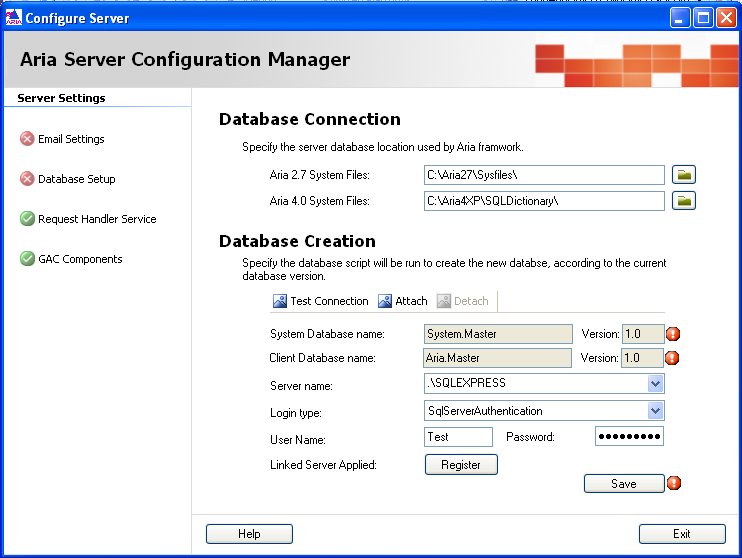 ARIA Configure Server
Aria Server Configuration Manager
Server Settings
Email Settings
Database Setup
Request Handler Service
GAC Components
Database Connection
Specify the server database location used by Aria framwork.
Aria 2.7 System Files: C:\Aria27\Sysfiles\
Aria 4.0 System Files: C:\Aria4XP\SQLDictionary\
Database Creation
Specify the database script will be run to create the new databse, according to the current
database version.
Test Connection Attach Detach
System Database name: System.Master Version: 1.0
Client Database name: Aria.Master Version: 1.0
Server name: .\SQLEXPRESS
Login type: SqlServerAuthentication
User Name: Test Password: ●●●●●●●●●
Linked Server Applied: Register
Save
Help Exit